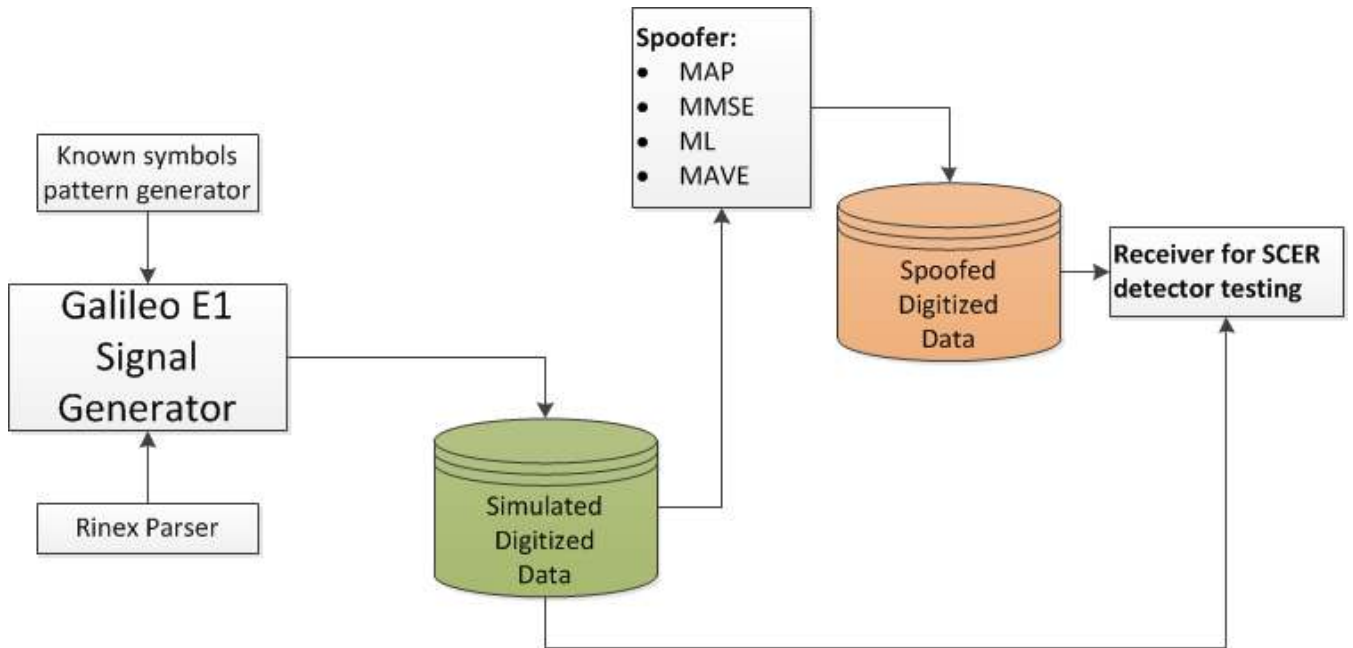 Spoofer:
• MAP
• MMSE
• ML
• MAVE
Known symbols
pattern generator
Galileo E1
Signal
Generator
Rinex Parser
Simulated
Digitized
Data
Spoofed
Digitized
Data
Receiver for SCER
detector testing